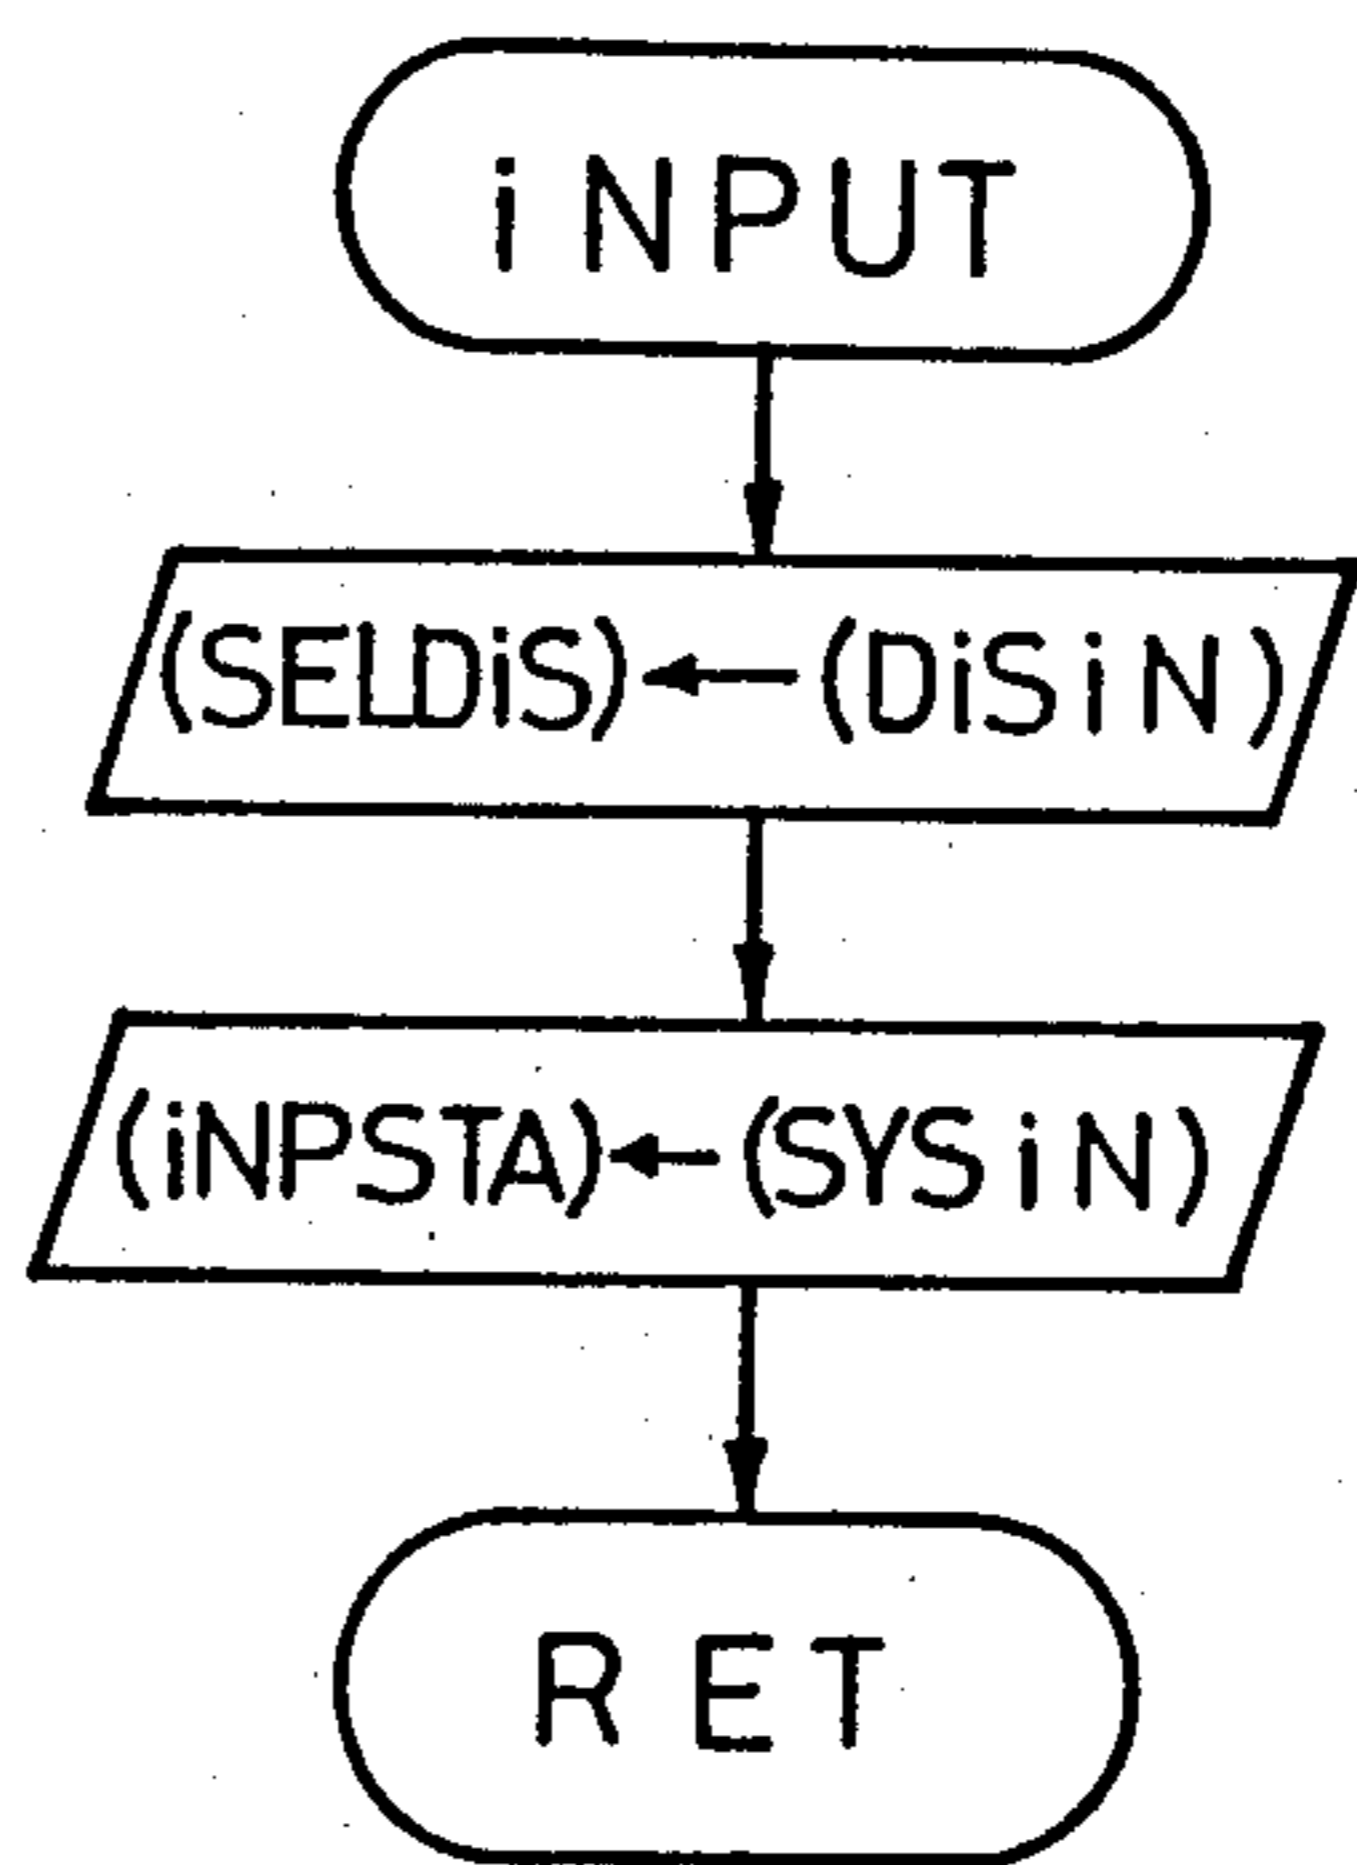 iNPUT
(SELDiS) ← (DiSiN)
(iNPSTA) ← (SYSiN)
RET